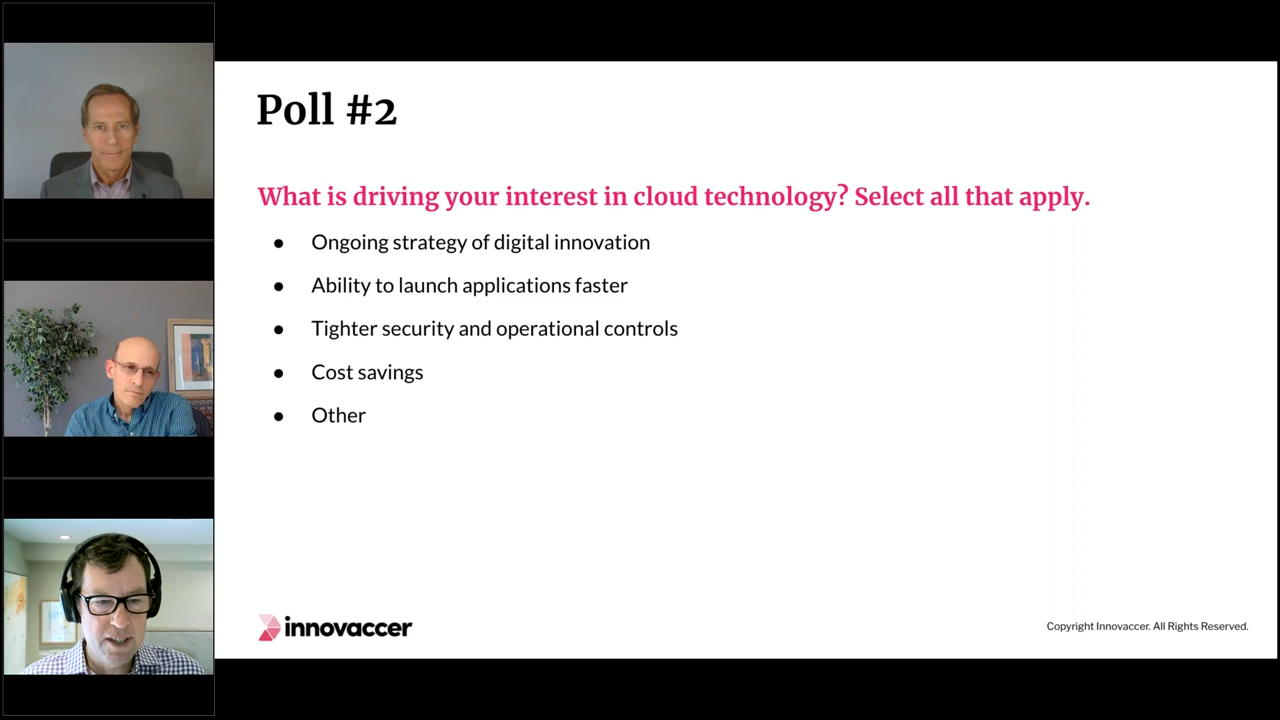 Poll #2
What is driving your interest in cloud technology? Select all that apply.
● Ongoing strategy of digital innovation
● Ability to launch applications faster
● Tighter security and operational controls
● Cost savings
● Other
innovaccer
Copyright Innovaccer. All Rights Reserved.